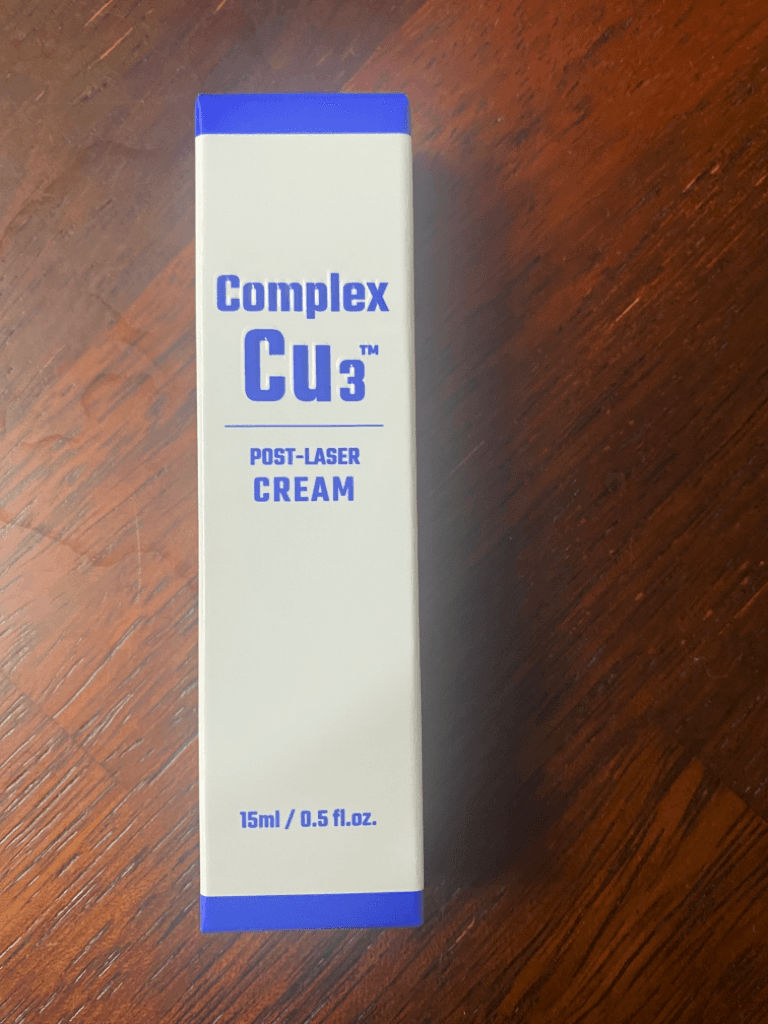 Complex
Cu3™
POST-LASER
CREAM
15ml / 0.5 fl.oz.